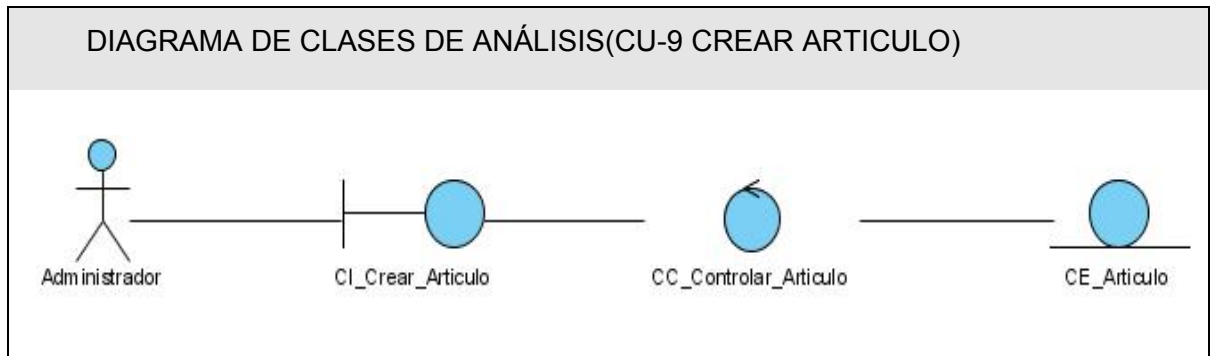 DIAGRAMA DE CLASES DE ANÁLISIS(CU-9 CREAR ARTICULO)
Administrador
CI_Crear_Articulo
CC_Controlar_Articulo
CE_Articulo